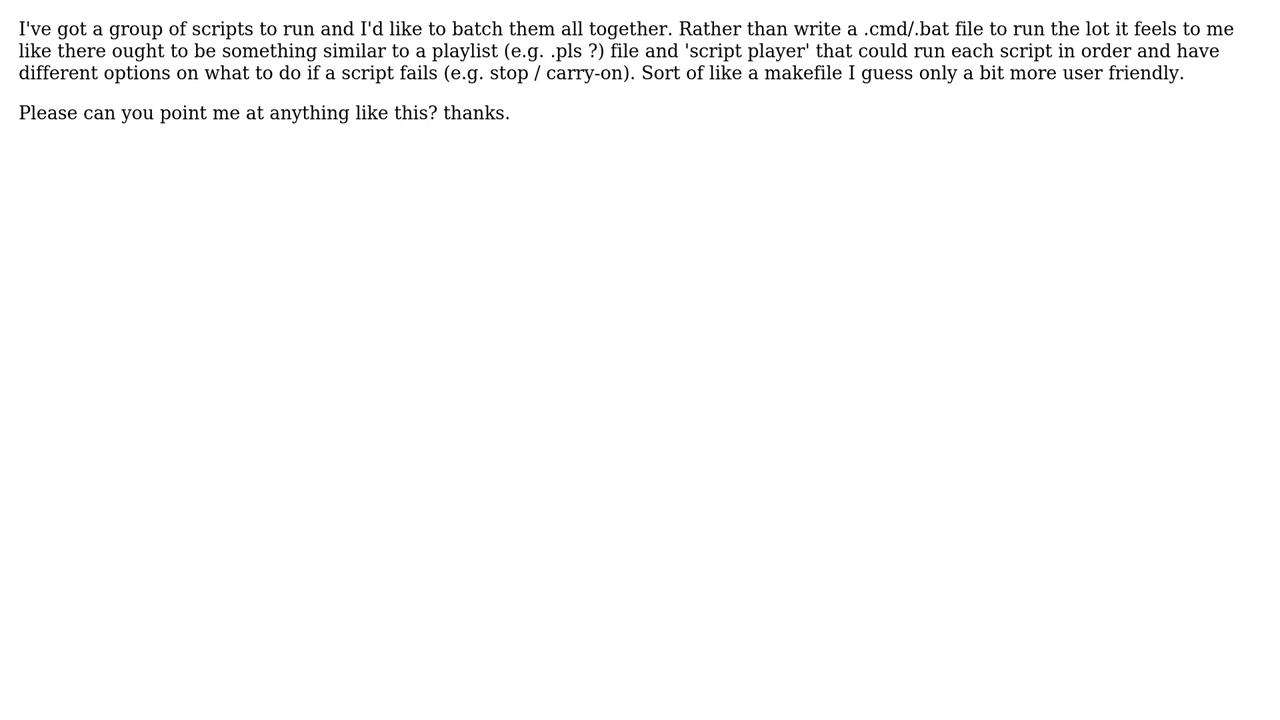 I've got a group of scripts to run and I'd like to batch them all together. Rather than write a .cmd/.bat file to run the lot it feels to me
like there ought to be something similar to a playlist (e.g. .pls ?) file and 'script player' that could run each script in order and have
different options on what to do if a script fails (e.g. stop / carry-on). Sort of like a makefile I guess only a bit more user friendly.
Please can you point me at anything like this? thanks.